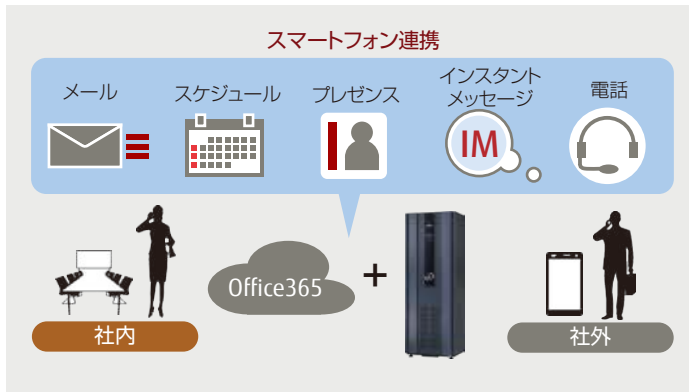 スマートフォン連携
メール
スケジュール
プレゼンス
インスタント
メッセージ
電話
IM
Office365
+
社内
社外